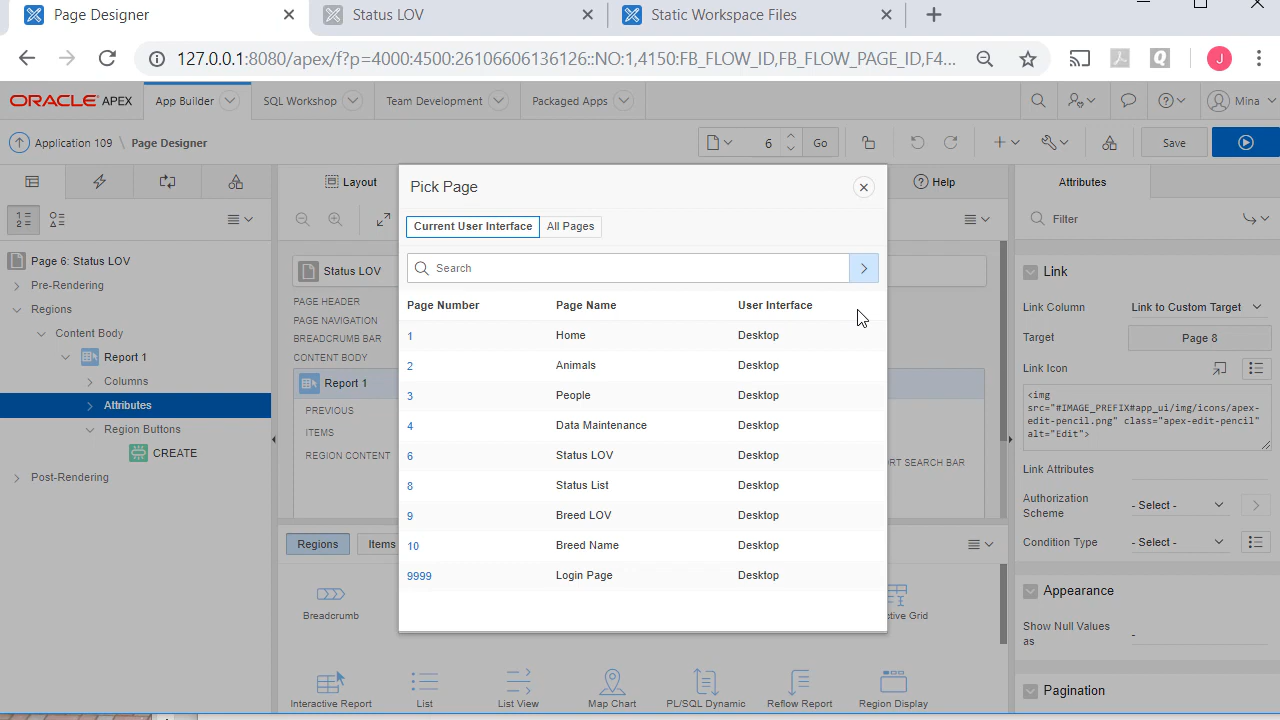 Page Designer
Status LOV
Static Workspace Files
127.0.0.1:8080/apex/f?p=4000:4500:26106606136126::NO:1,4150:FB_FLOW_ID,FB_FLOW_PAGE_ID,F4...
J
ORACLE APEX
App Builder
SQL Workshop
Team Development
Packaged Apps
Mina
Application 109 \ Page Designer
6
Go
Save
Layout
Help
Attributes
Filter
Page 6: Status LOV
Pre-Rendering
Regions
Content Body
Report 1
Columns
Attributes
Region Buttons
CREATE
Post-Rendering
Status LOV
PAGE HEADER
PAGE NAVIGATION
BREADCRUMB BAR
CONTENT BODY
Report 1
PREVIOUS
ITEMS
REGION CONTENT
RT SEARCH BAR
Pick Page
Current User Interface
All Pages
Search
Page Number Page Name User Interface
1 Home Desktop
2 Animals Desktop
3 People Desktop
4 Data Maintenance Desktop
6 Status LOV Desktop
8 Status List Desktop
9 Breed LOV Desktop
10 Breed Name Desktop
9999 Login Page Desktop
Regions
Items
Breadcrumb
ctive Grid
Interactive Report
List
List View
Map Chart
PL/SQL Dynamic
Reflow Report
Region Display
Link
Link Column Link to Custom Target
Target Page 8
Link Icon
<img
src="#IMAGE_PREFIX#app_ui/img/icons/apex-
edit-pencil.png" class="apex-edit-pencil"
alt="Edit">
Link Attributes
Authorization
Scheme
- Select -
Condition Type - Select -
Appearance
Show Null Values
as
-
Pagination